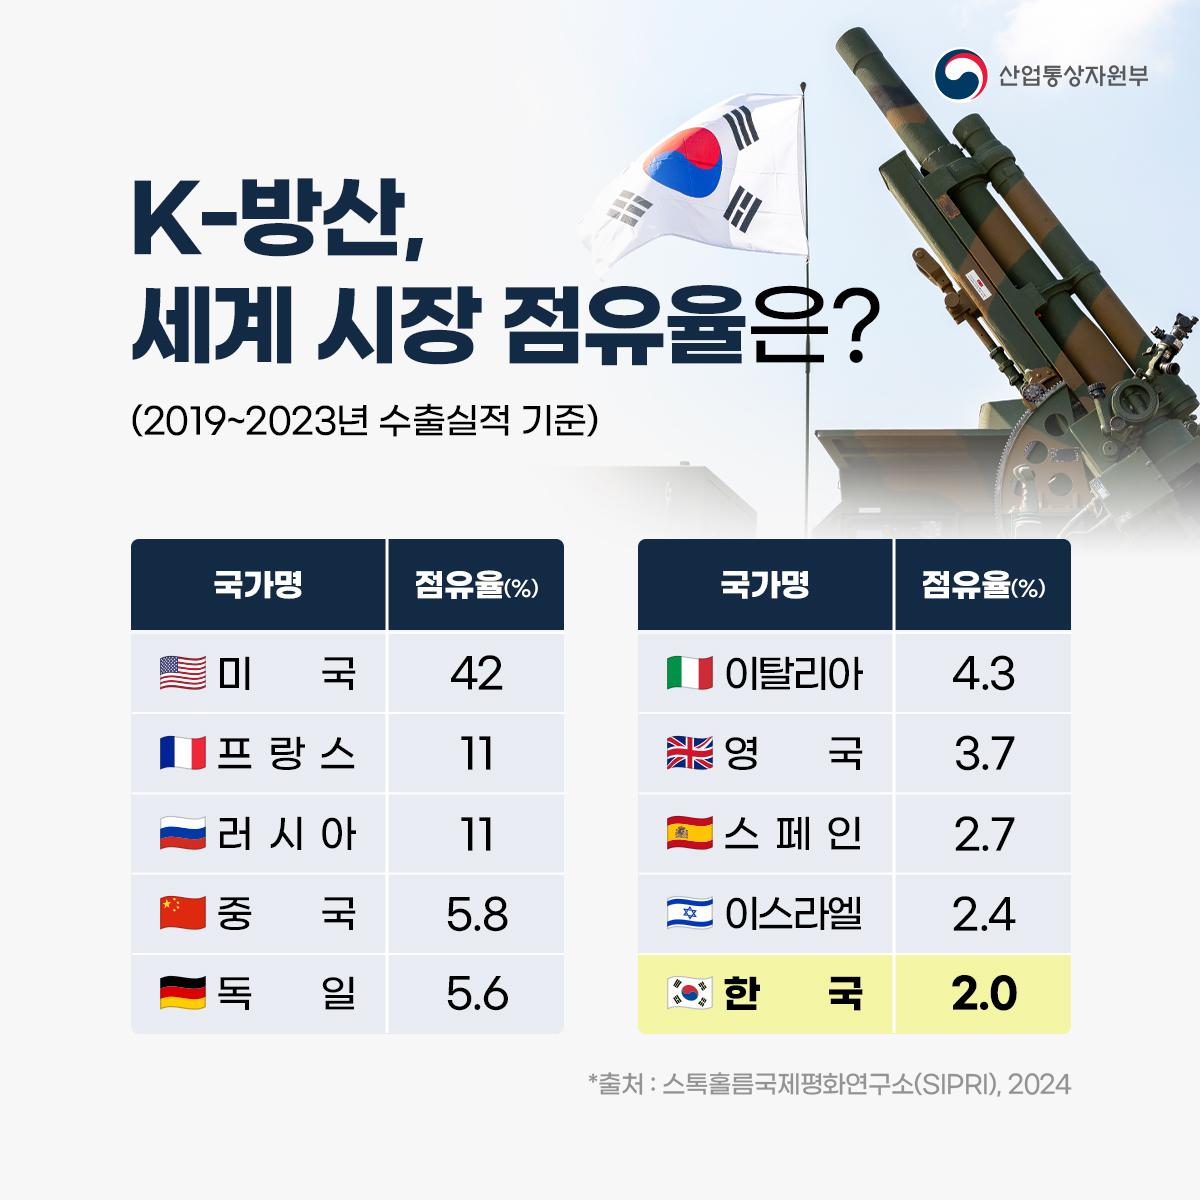 산업통상자원부
K-방산,
세계 시장 점유율은?
(2019~2023년 수출실적 기준)
국가명 점유율(%)
미 국 42
프 랑 스 11
러 시 아 11
중 국 5.8
독 일 5.6
국가명 점유율(%)
이탈리아 4.3
영 국 3.7
스 페 인 2.7
이스라엘 2.4
한 국 2.0
*출처 : 스톡홀름국제평화연구소(SIPRI), 2024